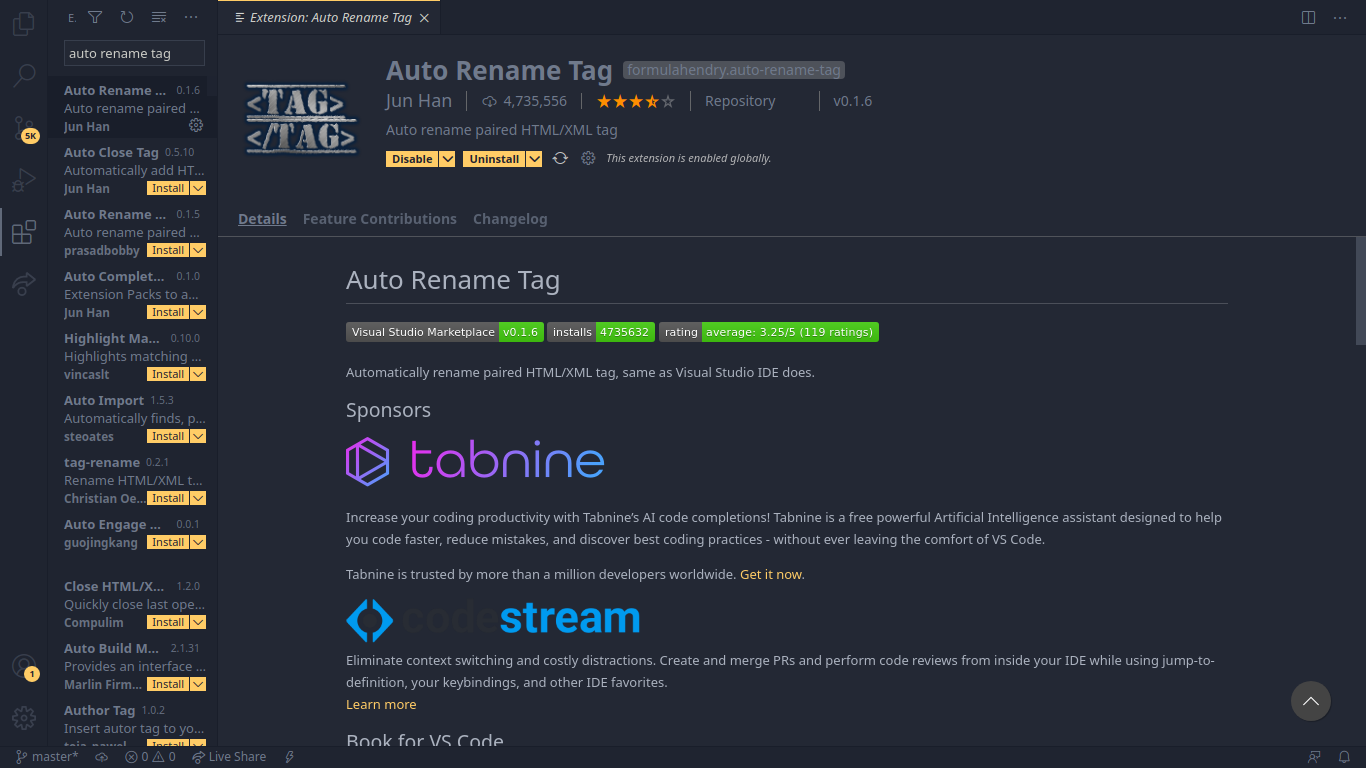 E.
auto rename tag
Auto Rename ... 0.1.6
Auto rename paired ...
Jun Han
Auto Close Tag 0.5.10
Automatically add HT...
Jun Han Install
Auto Rename ... 0.1.5
Auto rename paired ...
prasadbobby Install
Auto Complet... 0.1.0
Extension Packs to a...
Jun Han Install
Highlight Ma... 0.10.0
Highlights matching ...
vincaslt Install
Auto Import 1.5.3
Automatically finds, p...
steoates Install
tag-rename 0.2.1
Rename HTML/XML t...
Christian Oe... Install
Auto Engage ... 0.0.1
guojingkang Install
Close HTML/X... 1.2.0
Quickly close last ope...
Compulim Install
Auto Build M... 2.1.31
Provides an interface ...
Marlin Firm... Install
Author Tag 1.0.2
Insert autor tag to yo...
teja-pawel Install
5K
1
Extension: Auto Rename Tag
<TAG>
</TAG>
Auto Rename Tag formulahendry.auto-rename-tag
Jun Han 4,735,556 Repository v0.1.6
Auto rename paired HTML/XML tag
Disable Uninstall This extension is enabled globally.
Details Feature Contributions Changelog
Auto Rename Tag
Visual Studio Marketplace v0.1.6 installs 4735632 rating average: 3.25/5 (119 ratings)
Automatically rename paired HTML/XML tag, same as Visual Studio IDE does.
Sponsors
tabnine
Increase your coding productivity with Tabnine’s AI code completions! Tabnine is a free powerful Artificial Intelligence assistant designed to help
you code faster, reduce mistakes, and discover best coding practices - without ever leaving the comfort of VS Code.
Tabnine is trusted by more than a million developers worldwide. Get it now.
codestream
Eliminate context switching and costly distractions. Create and merge PRs and perform code reviews from inside your IDE while using jump-to-
definition, your keybindings, and other IDE favorites.
Learn more
Book for VS Code
master* 0 0 Live Share